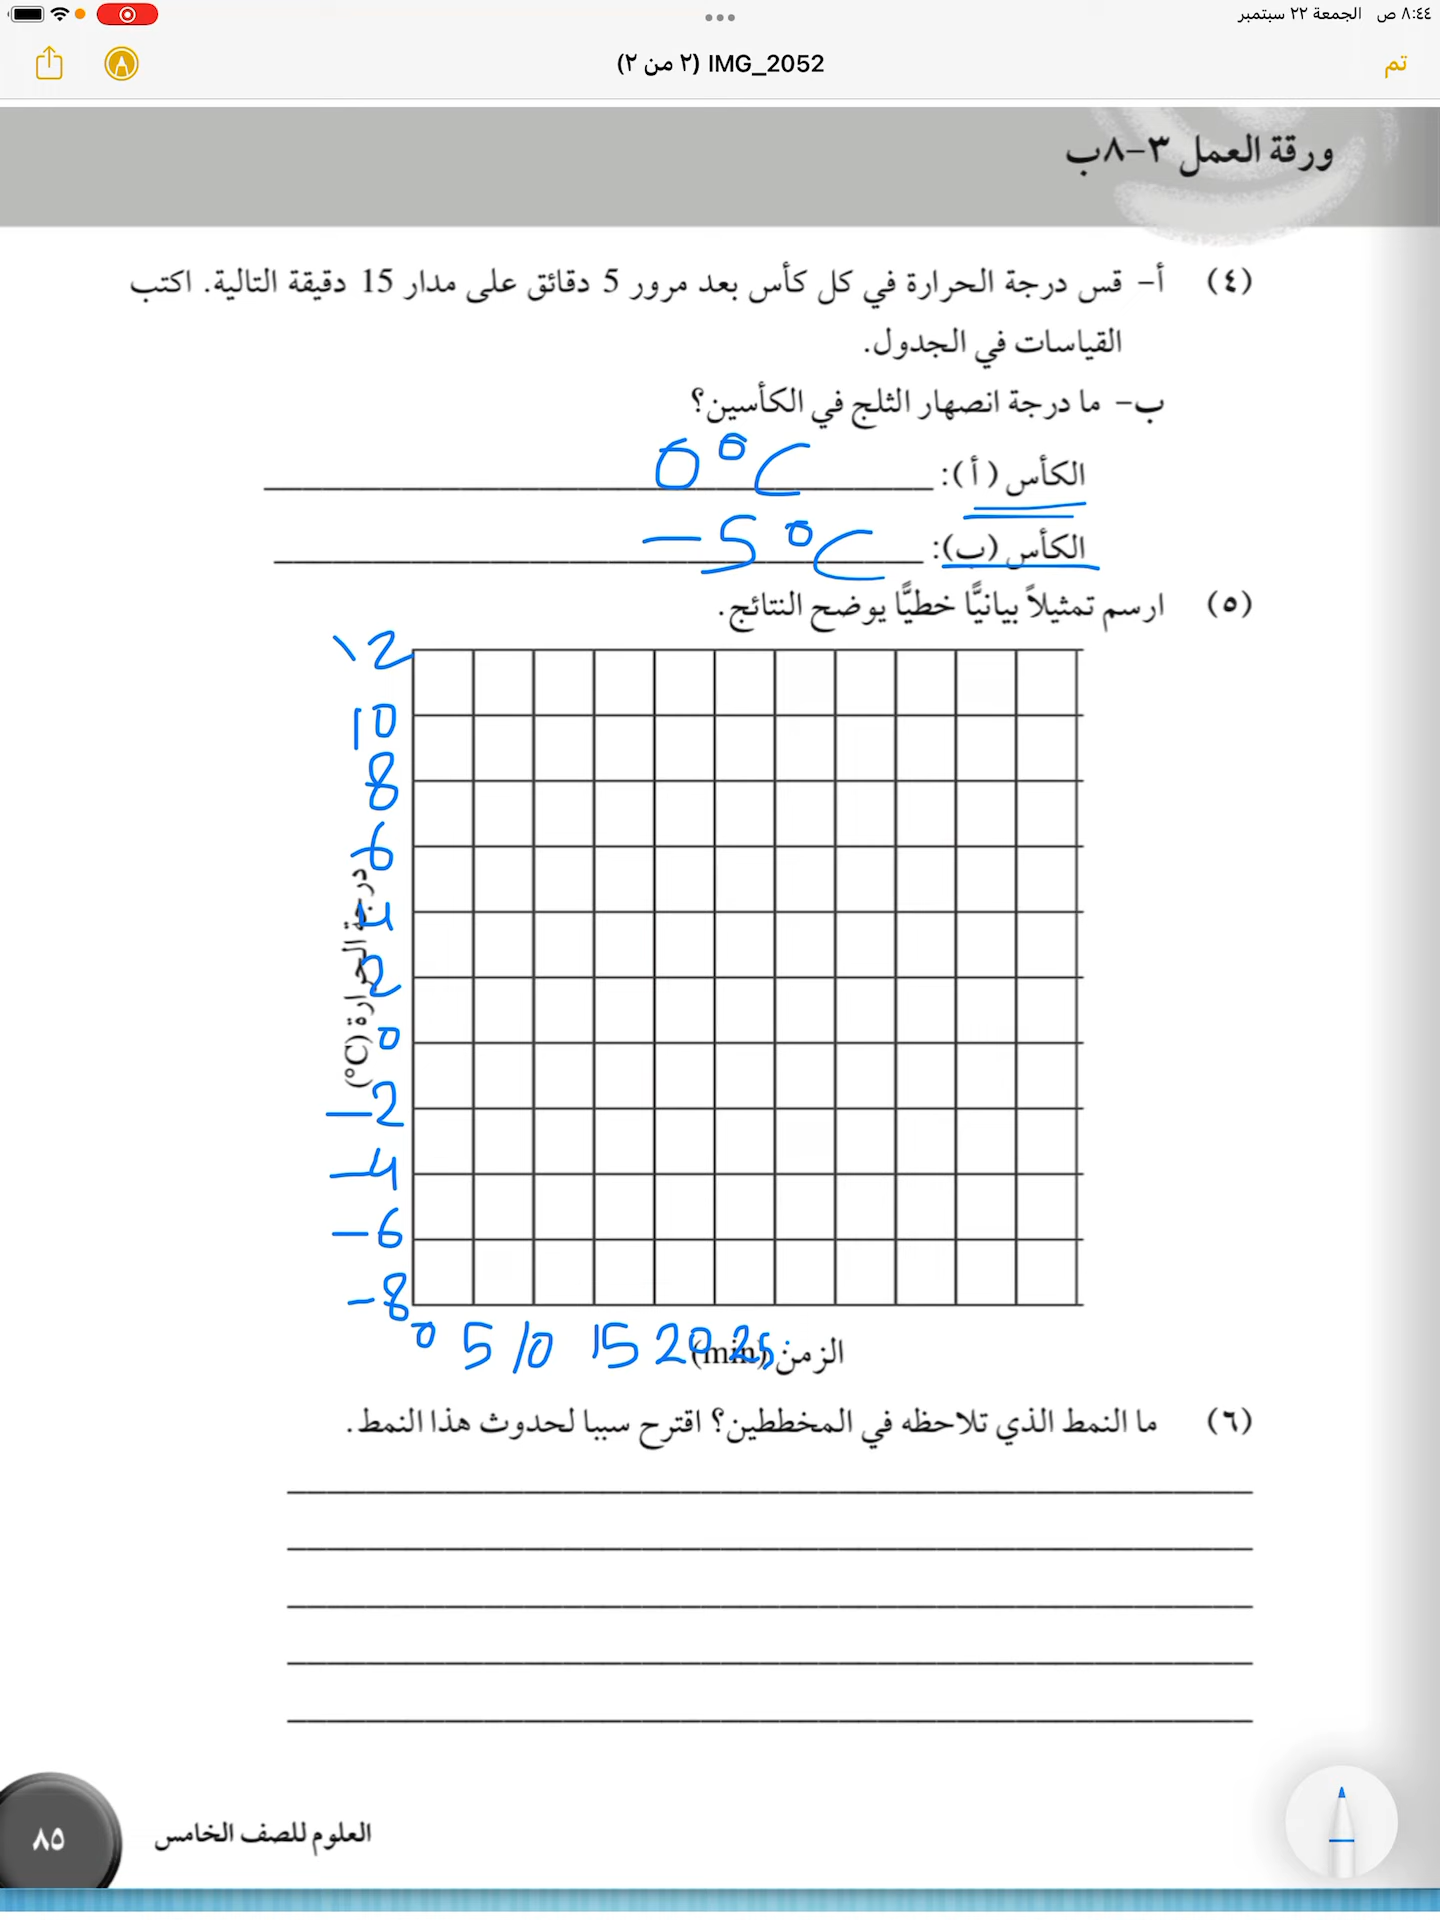 ٨:٤٤ ص الجمعة ٢٢ سبتمبر
تم
IMG_2052 (٢ من ٢)
ورقة العمل ٣-٨ب
(٤) أ- قس درجة الحرارة في كل كأس بعد مرور 5 دقائق على مدار 15 دقيقة التالية. اكتب
القياسات في الجدول.
ب- ما درجة انصهار الثلج في الكأسين؟
الكأس (أ): 0°C
الكأس (ب): -5°C
(٥) ارسم تمثيلاً بيانيًّا خطيًّا يوضح النتائج.
12
10
8
6
4
2
0
-2
-4
-6
-8
درجة الحرارة (°C)
0 5 10 15 20 25
الزمن (min)
(٦) ما النمط الذي تلاحظه في المخططين؟ اقترح سببا لحدوث هذا النمط.
العلوم للصف الخامس
٨٥